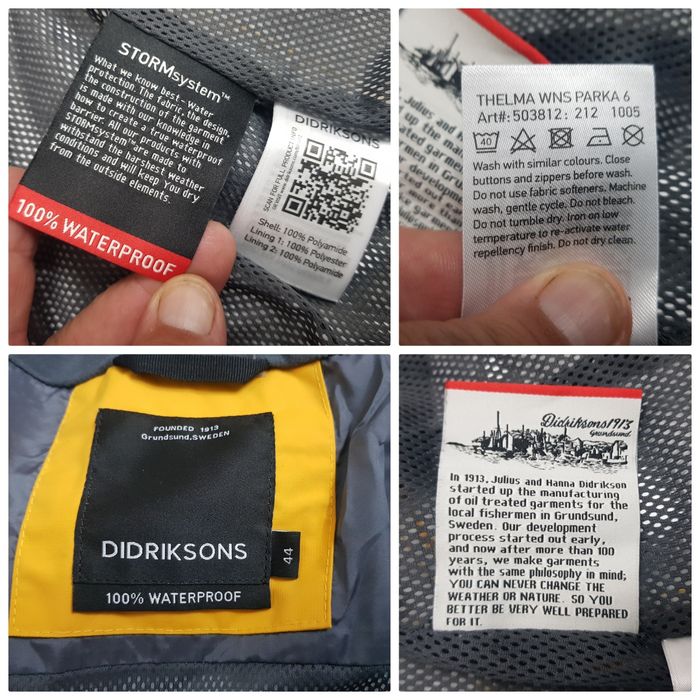 STORMsystem™
What we know best – Water
protection. The fabric, the design,
the construction of the garment
is made with our knowledge in
how to create a true waterproof
barrier. All our products with
STORMsystem™ are made to
withstand the harshest weather
conditions and will keep you dry
from the outside elements.
100% WATERPROOF
DIDRIKSONS
SCAN FOR FULL PRODUCT
Shell: 100% Polyamide
Lining 1: 100% Polyester
Lining 2: 100% Polyamide
THELMA WNS PARKA 6
Art#: 503812: 212 1005
40
Wash with similar colours. Close
buttons and zippers before wash.
Do not use fabric softeners. Machine
wash, gentle cycle. Do not bleach.
Do not tumble dry. Iron on low
temperature to re-activate water
repellency finish. Do not dry clean.
FOUNDED 1913
Grundsund, SWEDEN
DIDRIKSONS
44
100% WATERPROOF
Didriksons1913
Grundsund
In 1913, Julius and Hanna Didrikson
started up the manufacturing
of oil treated garments for the
local fishermen in Grundsund,
Sweden. Our development
process started out early,
and now after more than 100
years, we make garments
with the same philosophy in mind;
YOU CAN NEVER CHANGE THE
WEATHER OR NATURE. SO YOU
BETTER BE VERY WELL PREPARED
FOR IT.